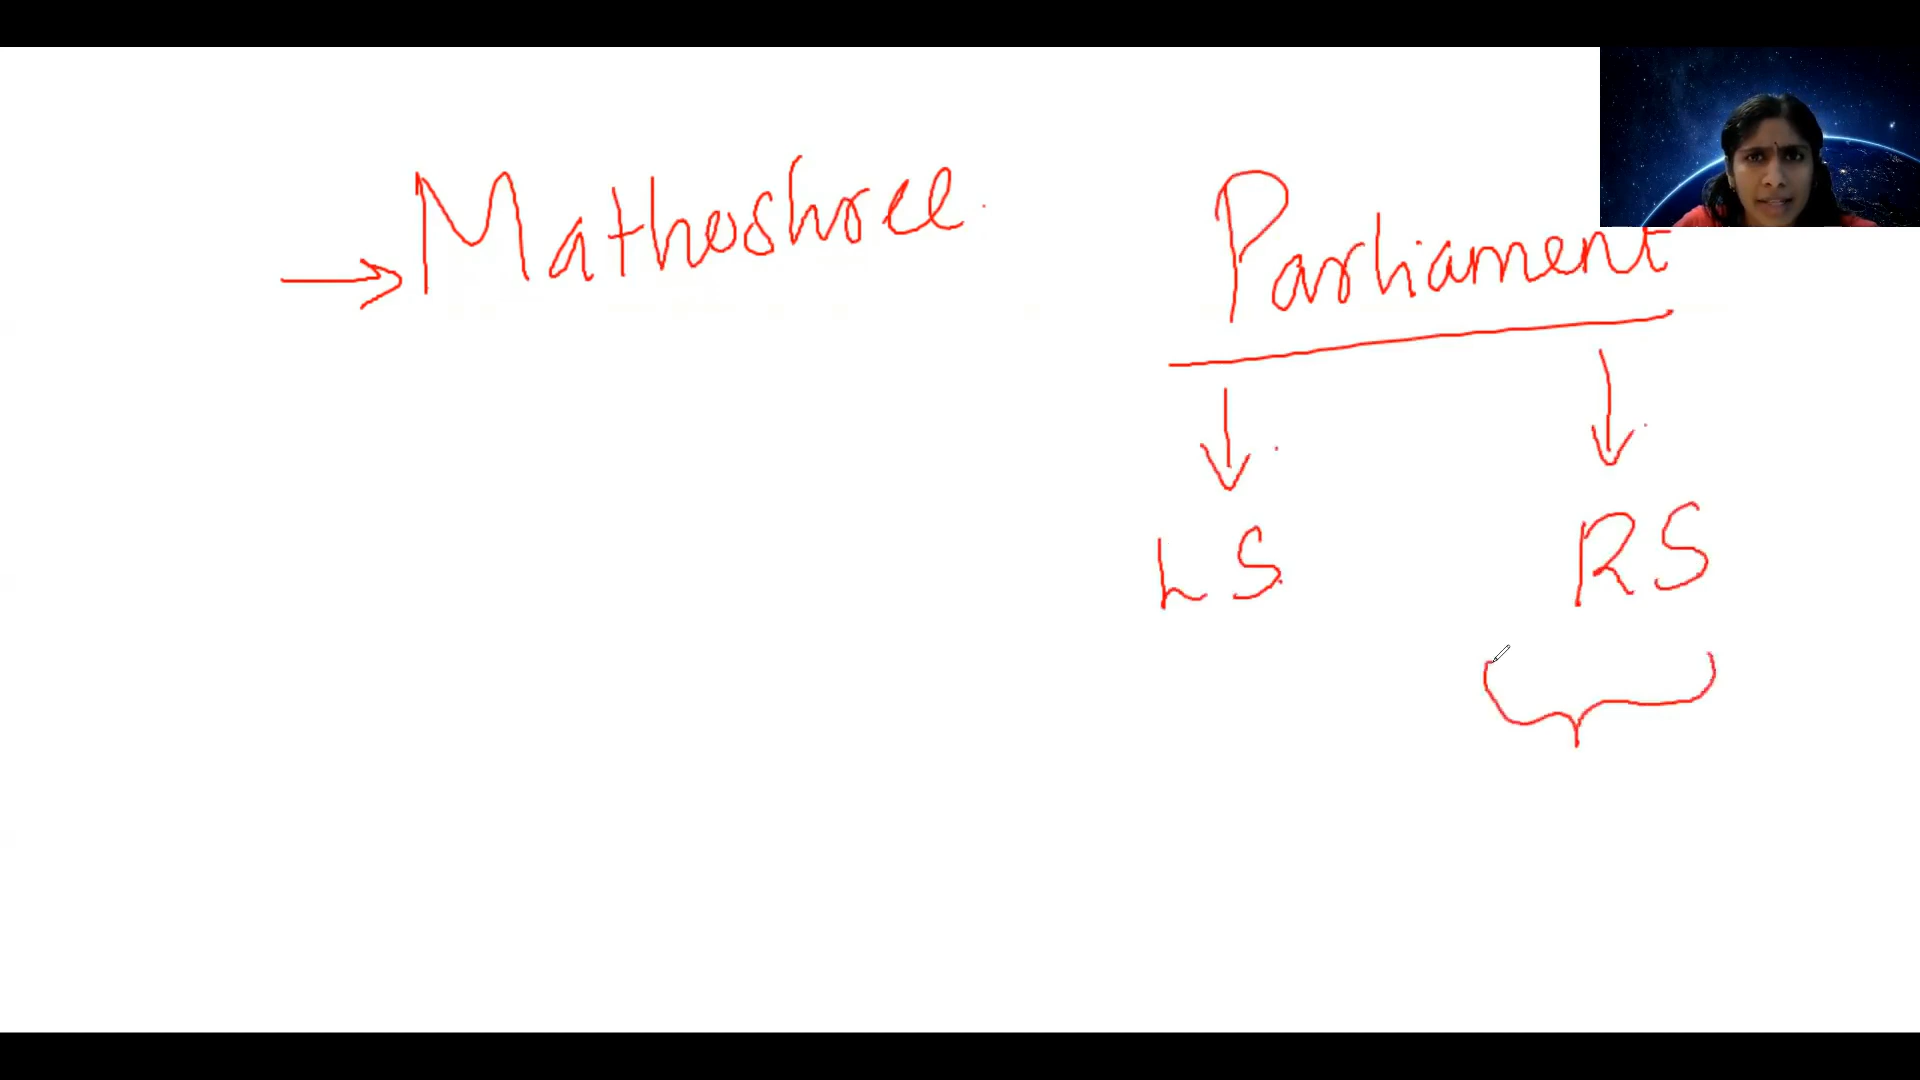 → Mathoshree.
Parliament
LS RS